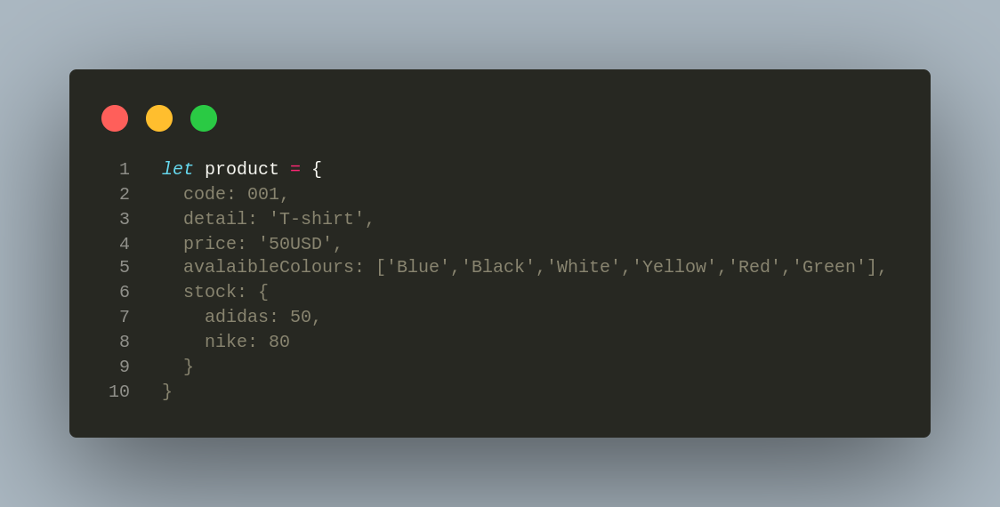 1 let product = {
2 code: 001,
3 detail: 'T-shirt',
4 price: '50USD',
5 avalaibleColours: ['Blue','Black','White','Yellow','Red','Green'],
6 stock: {
7 adidas: 50,
8 nike: 80
9 }
10 }